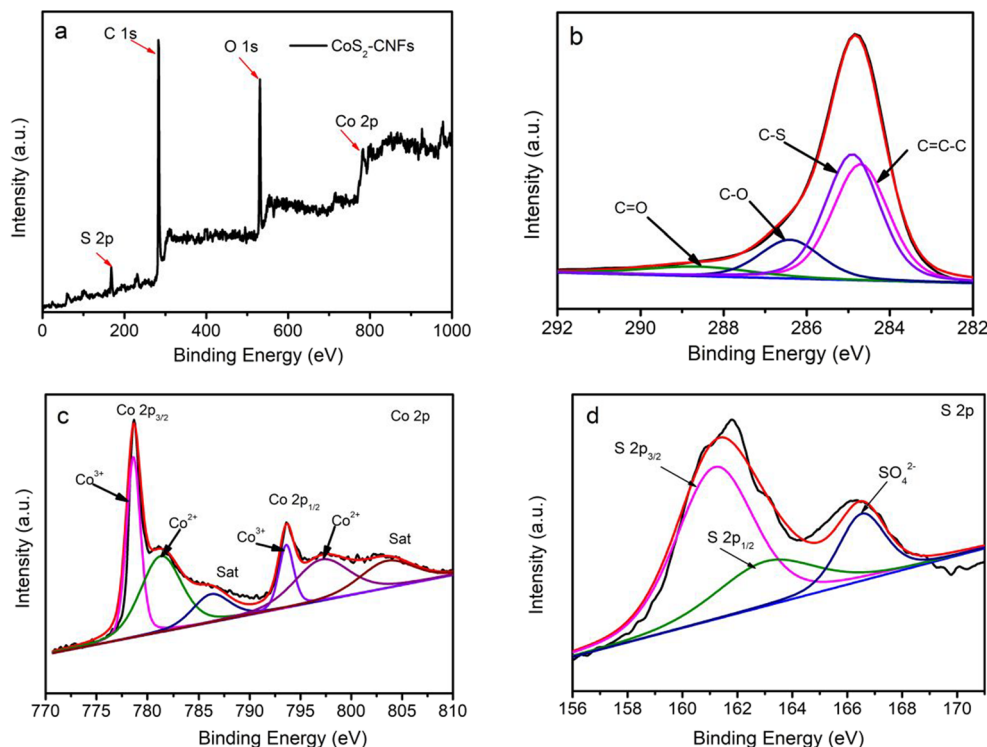 a
C 1s
O 1s
CoS₂-CNFs
Co 2p
S 2p
Intensity (a.u.)
0 200 400 600 800 1000
Binding Energy (eV)
b
C-S
C=C-C
C=O
C-O
Intensity (a.u.)
292 290 288 286 284 282
Binding Energy (eV)
c
Co 2p₃/₂
Co 2p
Co³⁺
Co²⁺
Sat
Co 2p₁/₂
Co³⁺
Co²⁺
Sat
Intensity (a.u.)
770 775 780 785 790 795 800 805 810
Binding Energy (eV)
d
S 2p
S 2p₃/₂
SO₄²⁻
S 2p₁/₂
Intensity (a.u.)
156 158 160 162 164 166 168 170
Binding Energy (eV)